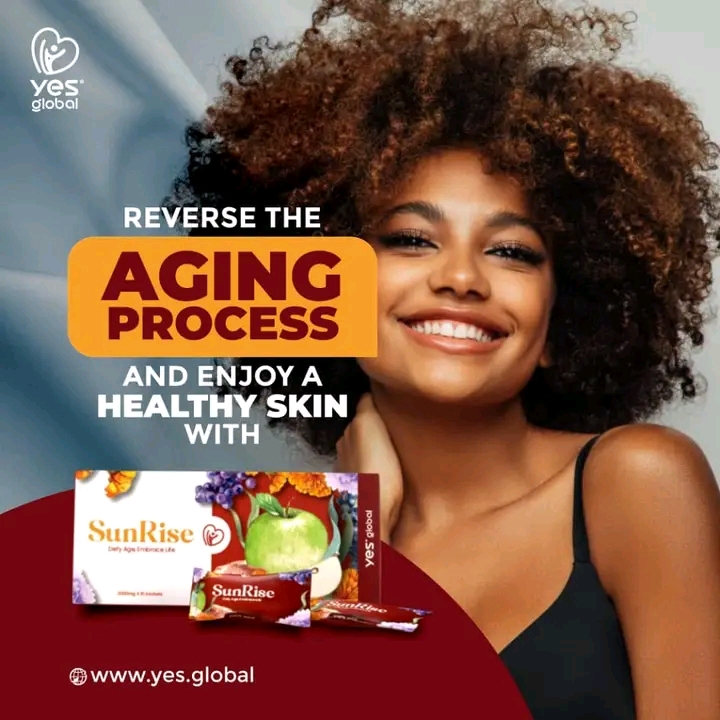 yes
global
REVERSE THE
AGING
PROCESS
AND ENJOY A
HEALTHY SKIN
WITH
SunRise
Defy Age, Embrace Life
yes global
SunRise
SunRise
www.yes.global